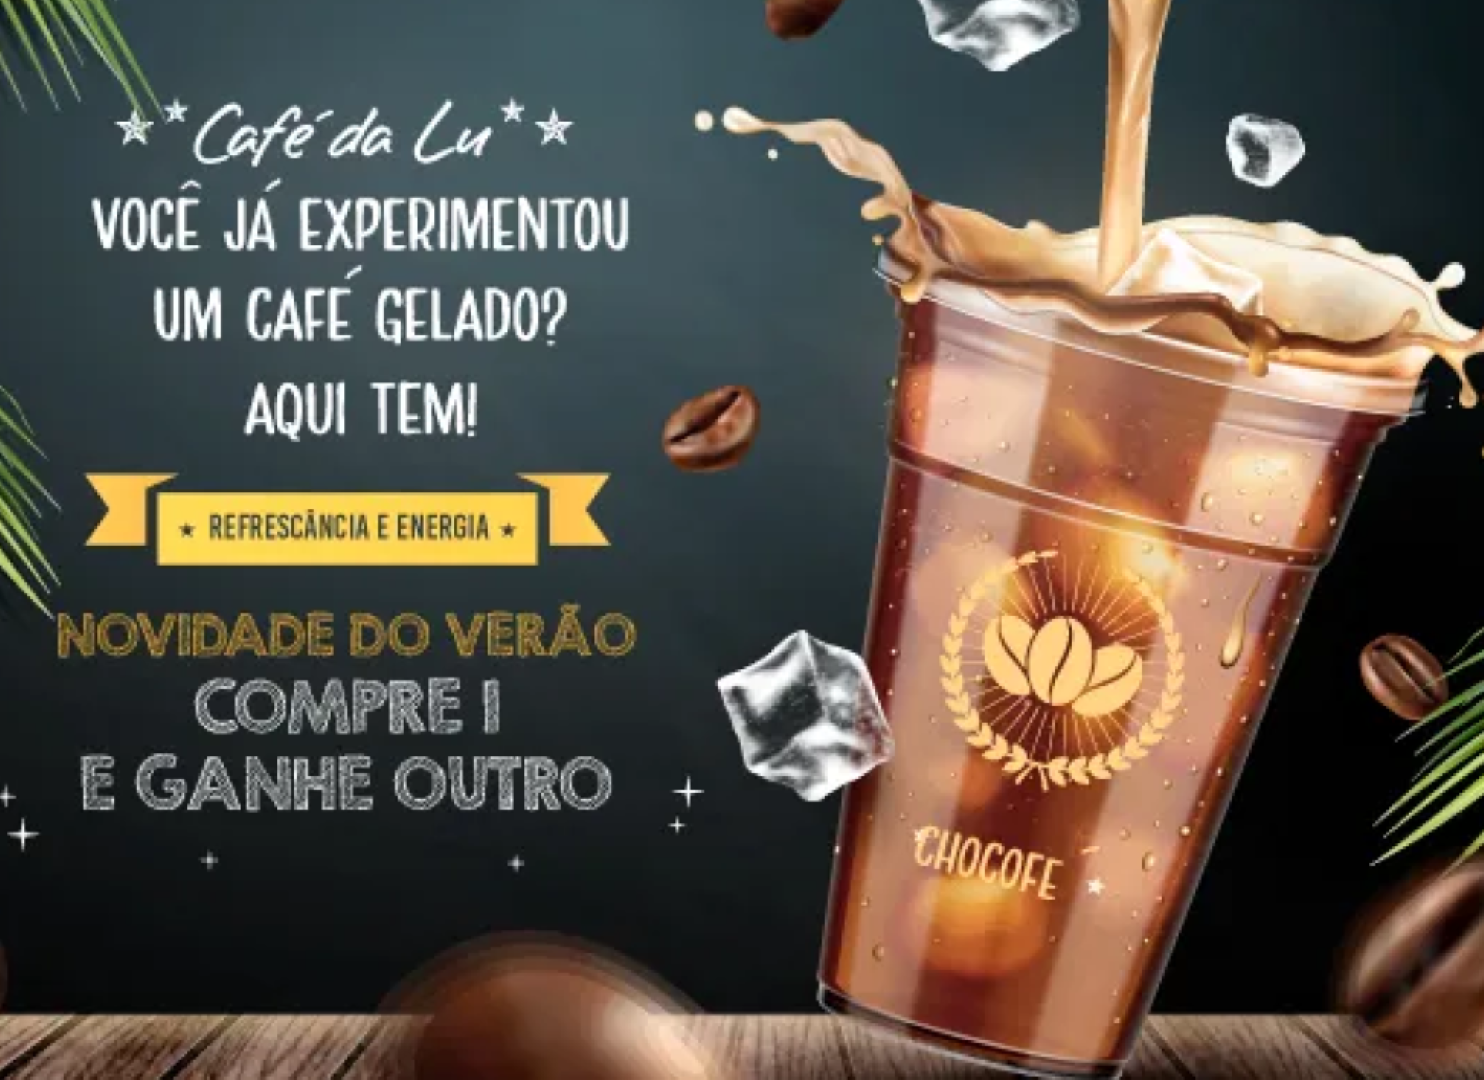 Café da Lu
VOCÊ JÁ EXPERIMENTOU
UM CAFÉ GELADO?
AQUI TEM!
REFRESCÂNCIA E ENERGIA
NOVIDADE DO VERÃO
COMPRE 1
E GANHE OUTRO
CHOCOFÉ